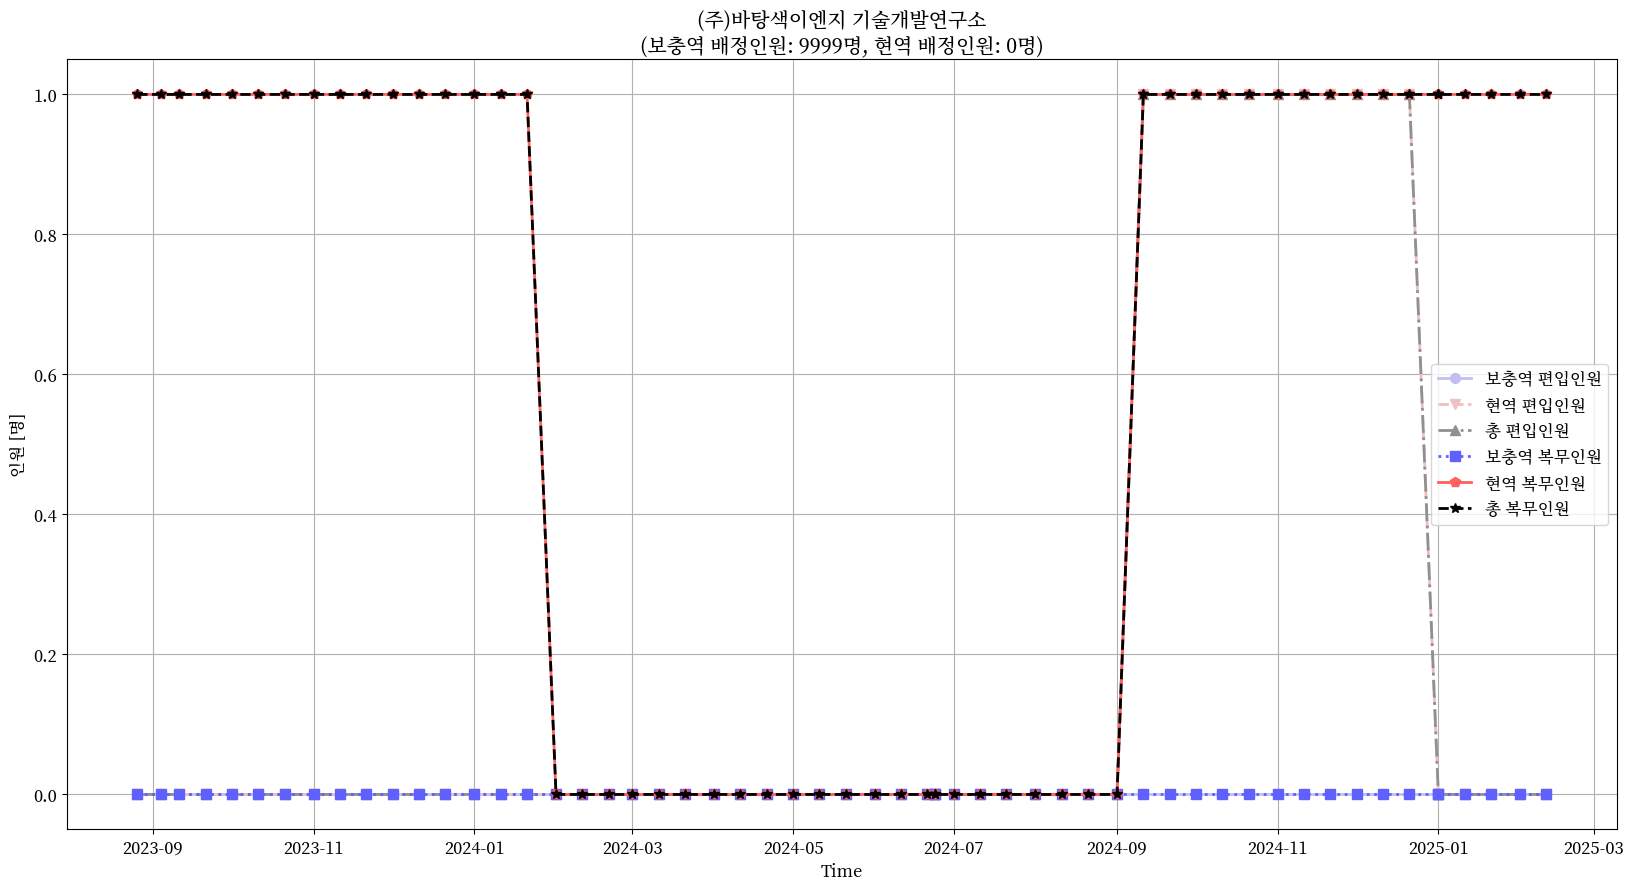 (주)바탕색이엔지 기술개발연구소
(보충역 배정인원: 9999명, 현역 배정인원: 0명)
인원 [명]
1.0
0.8
0.6
0.4
0.2
0.0
보충역 편입인원
현역 편입인원
총 편입인원
보충역 복무인원
현역 복무인원
총 복무인원
2023-09
2023-11
2024-01
2024-03
2024-05
2024-07
2024-09
2024-11
2025-01
2025-03
Time